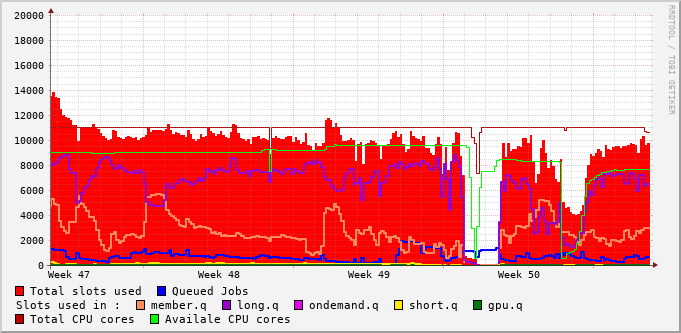 20000
18000
16000
14000
12000
10000
8000
6000
4000
2000
0
Week 47 Week 48 Week 49 Week 50
RRDTOOL / TOBI OETIKER
Total slots used Queued Jobs
Slots used in : member.q long.q ondemand.q short.q gpu.q
Total CPU cores Availale CPU cores